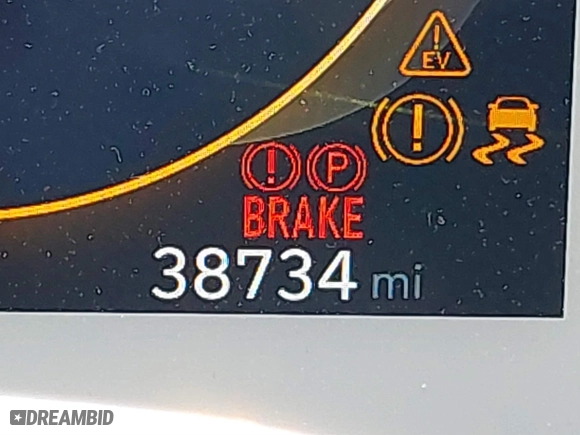 !
EV
! P !
BRAKE
38734 mi
DREAMBID